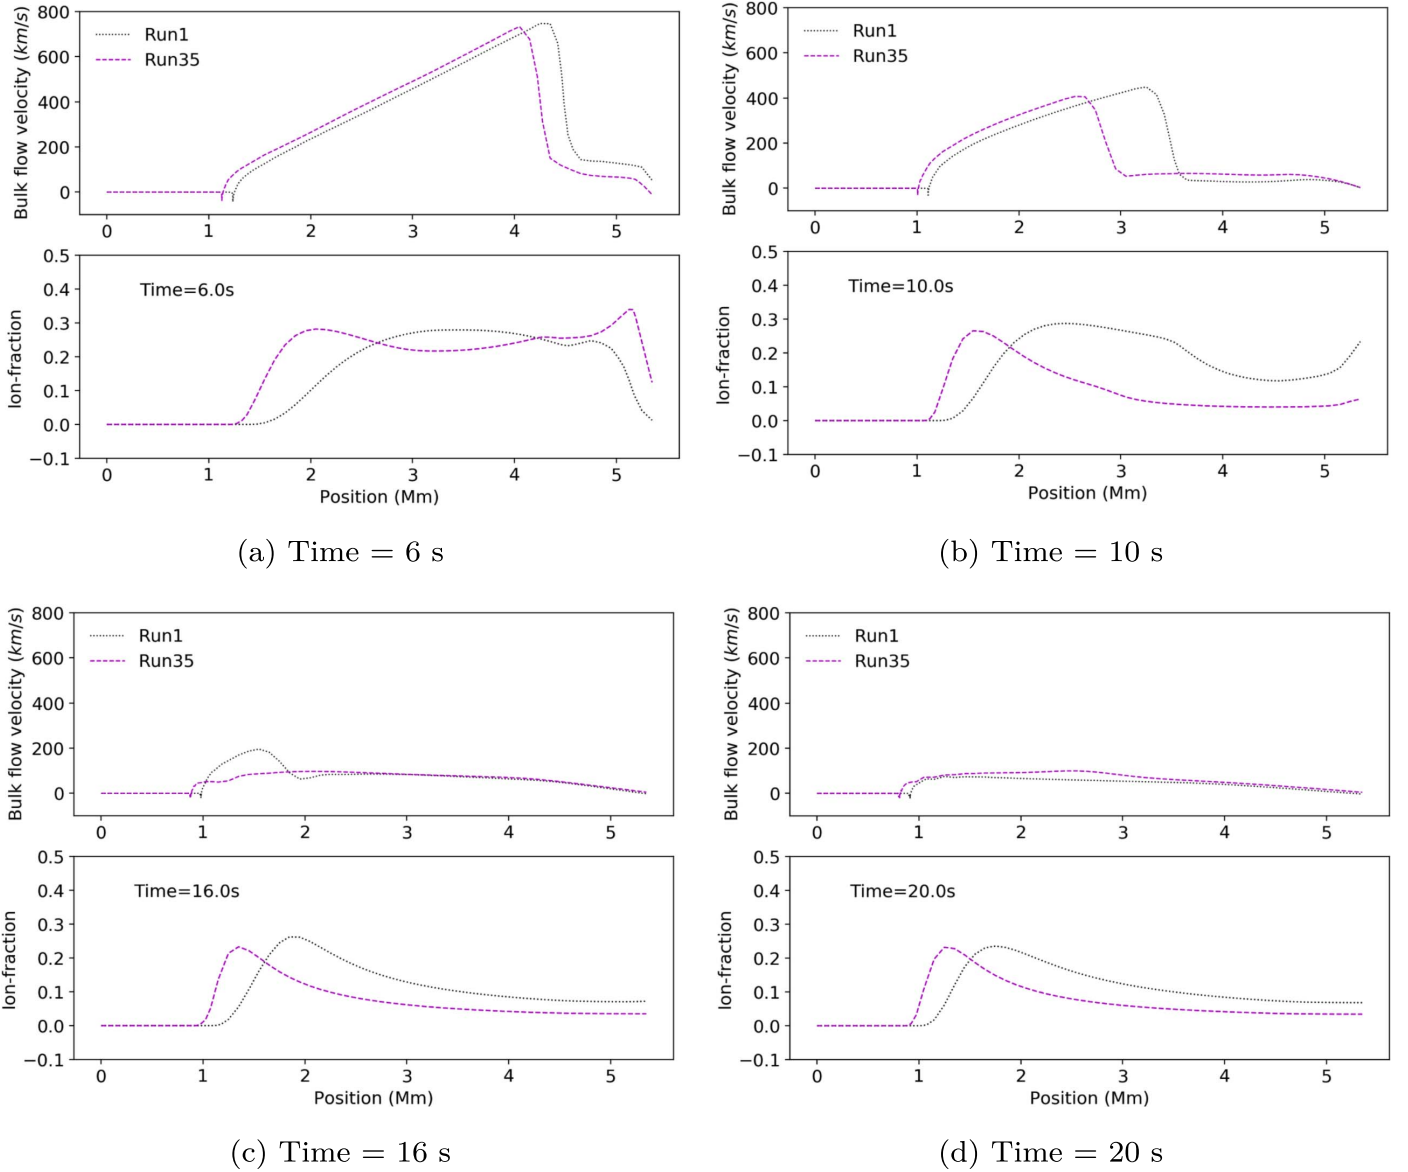 Bulk flow velocity (km/s)
800
600
400
200
0
Run1
Run35
0 1 2 3 4 5
Ion-fraction
0.5
0.4
0.3
0.2
0.1
0.0
−0.1
Time=6.0s
0 1 2 3 4 5
Position (Mm)
(a) Time = 6 s
Bulk flow velocity (km/s)
800
600
400
200
0
Run1
Run35
0 1 2 3 4 5
Ion-fraction
0.5
0.4
0.3
0.2
0.1
0.0
−0.1
Time=10.0s
0 1 2 3 4 5
Position (Mm)
(b) Time = 10 s
Bulk flow velocity (km/s)
800
600
400
200
0
Run1
Run35
0 1 2 3 4 5
Ion-fraction
0.5
0.4
0.3
0.2
0.1
0.0
−0.1
Time=16.0s
0 1 2 3 4 5
Position (Mm)
(c) Time = 16 s
Bulk flow velocity (km/s)
800
600
400
200
0
Run1
Run35
0 1 2 3 4 5
Ion-fraction
0.5
0.4
0.3
0.2
0.1
0.0
−0.1
Time=20.0s
0 1 2 3 4 5
Position (Mm)
(d) Time = 20 s